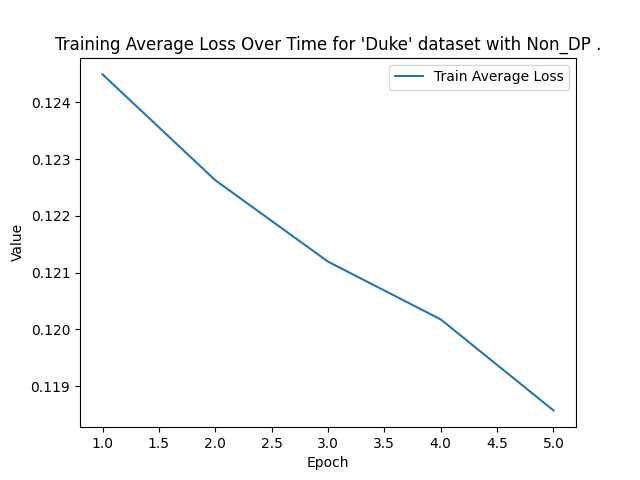 Training Average Loss Over Time for 'Duke' dataset with Non_DP .
Train Average Loss
Value
0.124
0.123
0.122
0.121
0.120
0.119
1.0 1.5 2.0 2.5 3.0 3.5 4.0 4.5 5.0
Epoch